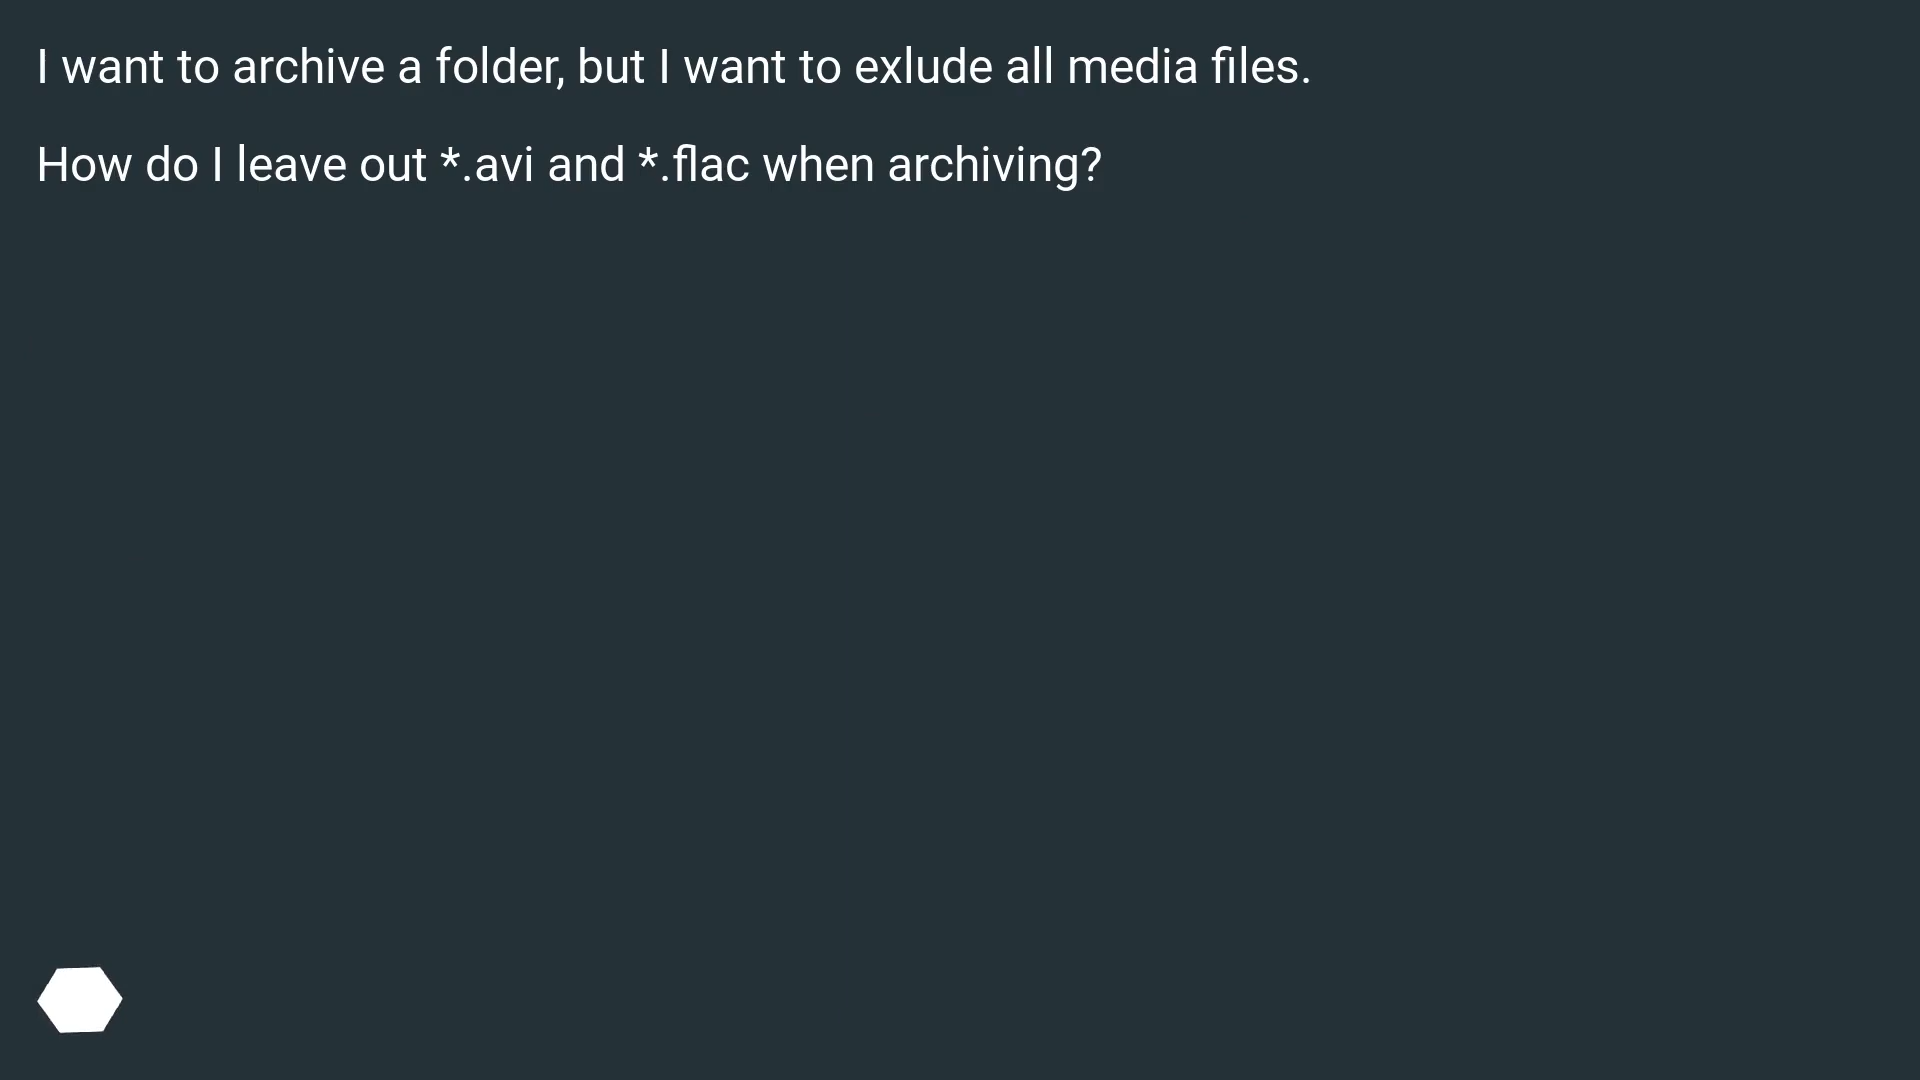 I want to archive a folder, but I want to exlude all media files.
How do I leave out *.avi and *.flac when archiving?